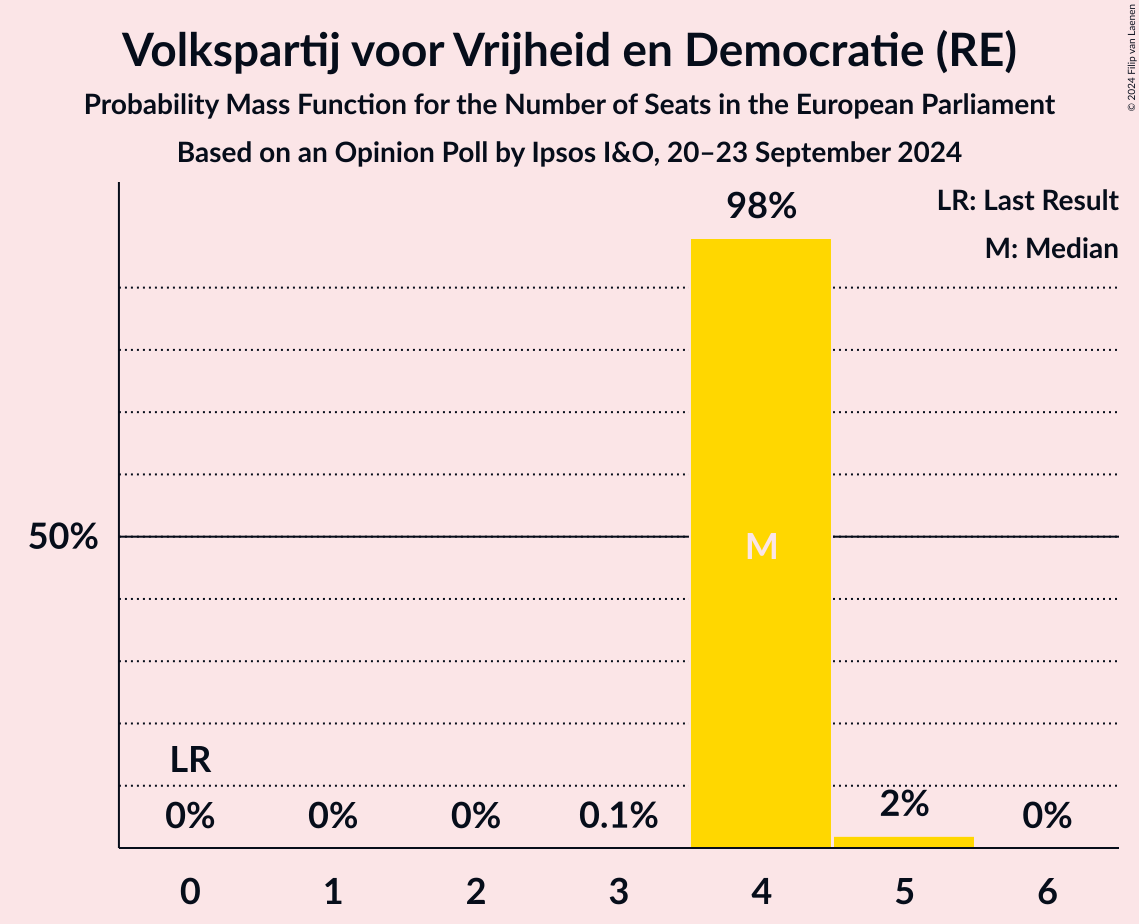 Volkspartij voor Vrijheid en Democratie (RE)
Probability Mass Function for the Number of Seats in the European Parliament
Based on an Opinion Poll by Ipsos I&O, 20–23 September 2024
© 2024 Filip van Laenen
LR: Last Result
M: Median
98%
50%
M
LR
0%
0%
0%
0.1%
2%
0%
0
1
2
3
4
5
6